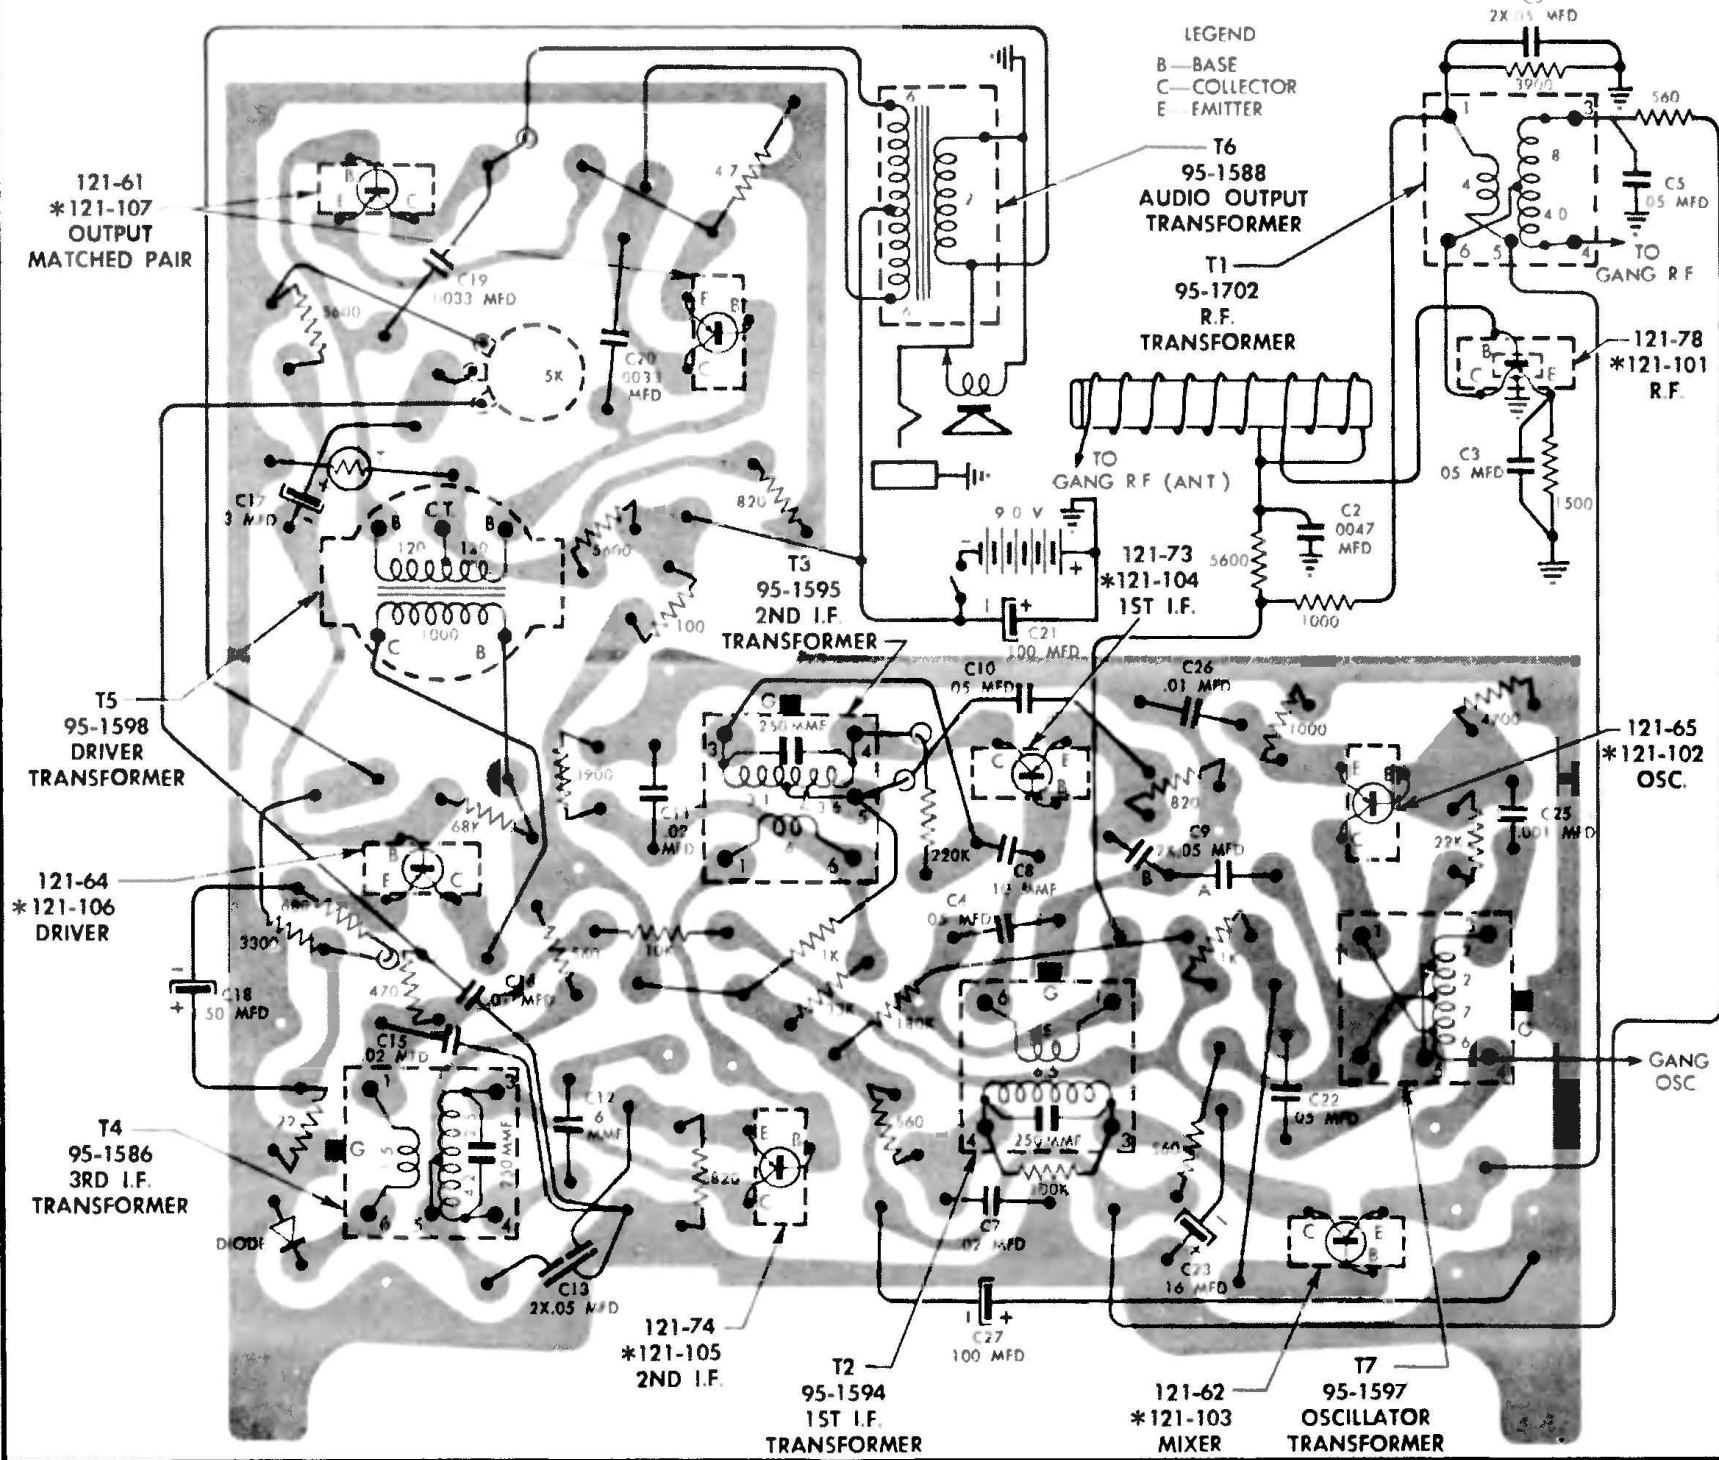 2X.05 MFD
3900
560
LEGEND
B—BASE
C—COLLECTOR
E—EMITTER
T6
95-1588
AUDIO OUTPUT
TRANSFORMER
T1
95-1702
R.F.
TRANSFORMER
121-61
*121-107
OUTPUT
MATCHED PAIR
C5
.05 MFD
TO
GANG R F
121-78
*121-101
R.F.
C19
.0033 MFD
5600
4.7
C20
.0033
MFD
5K
TO
GANG R F (ANT)
C3
.05 MFD
1500
C2
.0047
MFD
5600
1000
C17
3 MFD
C.T.
B
B
120
1000
C
B
5600
820
100
9.0 V
C21
100 MFD
121-73
*121-104
1ST I.F.
T3
95-1595
2ND I.F.
TRANSFORMER
T5
95-1598
DRIVER
TRANSFORMER
C10
.05 MFD
C26
.01 MFD
1000
4700
121-65
*121-102
OSC.
G
250 MMF
3900
C11
.02
MFD
68K
220K
C8
10 MMF
820
C9
2X.05 MFD
B
A
22K
C25
.001 MFD
121-64
*121-106
DRIVER
3300
470
C18
50 MFD
C15
.02 MFD
560
10K
1K
C4
.05 MFD
1K
G
G
T4
95-1586
3RD I.F.
TRANSFORMER
22
G
250 MMF
DIODE
C12
6
MMF
C13
2X.05 MFD
820
560
250 MMF
100K
C7
.02 MFD
560
C22
.05 MFD
C23
16 MFD
GANG
OSC
C27
100 MFD
121-74
*121-105
2ND I.F.
T2
95-1594
1ST I.F.
TRANSFORMER
121-62
*121-103
MIXER
T7
95-1597
OSCILLATOR
TRANSFORMER